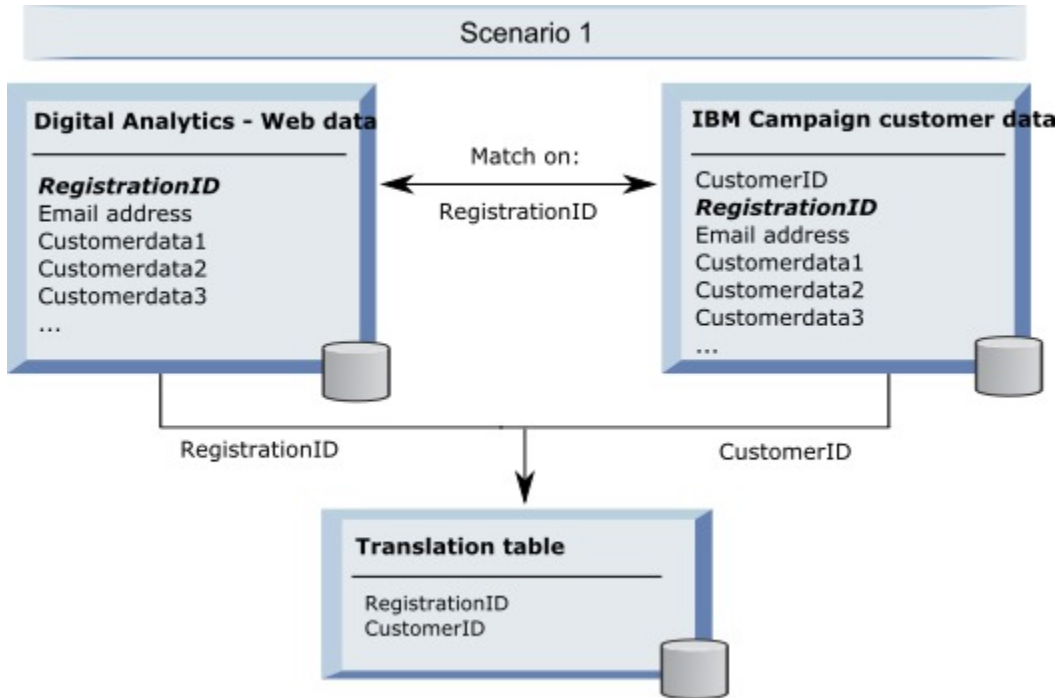 Scenario 1
Digital Analytics - Web data
RegistrationID
Email address
Customerdata1
Customerdata2
Customerdata3
...
Match on:
RegistrationID
IBM Campaign customer data
CustomerID
RegistrationID
Email address
Customerdata1
Customerdata2
Customerdata3
...
RegistrationID
CustomerID
Translation table
RegistrationID
CustomerID